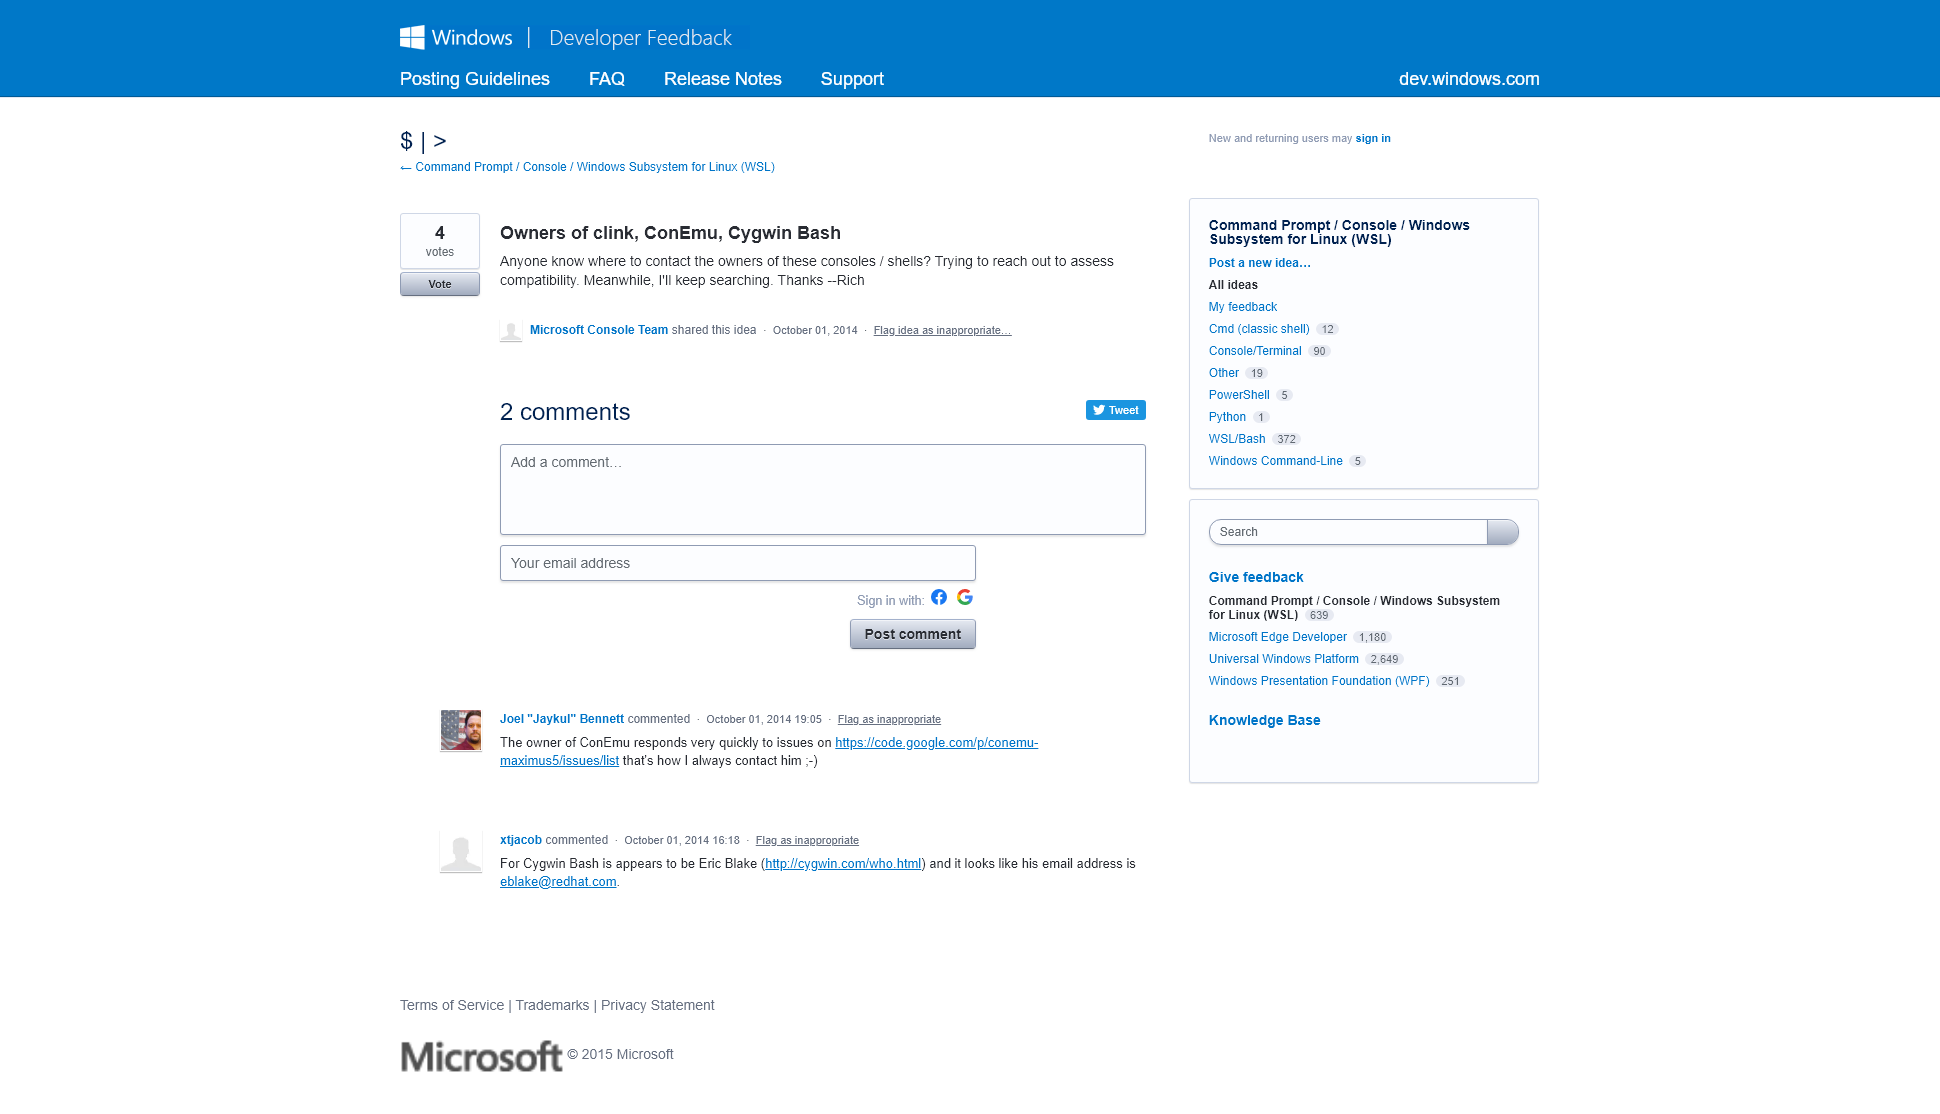 Windows | Developer Feedback
Posting Guidelines FAQ Release Notes Support dev.windows.com
$ | >
← Command Prompt / Console / Windows Subsystem for Linux (WSL)
4
votes
Vote
Owners of clink, ConEmu, Cygwin Bash
Anyone know where to contact the owners of these consoles / shells? Trying to reach out to assess
compatibility. Meanwhile, I'll keep searching. Thanks --Rich
Microsoft Console Team shared this idea · October 01, 2014 · Flag idea as inappropriate…
2 comments
Tweet
Add a comment…
Your email address
Sign in with:
Post comment
Joel "Jaykul" Bennett commented · October 01, 2014 19:05 · Flag as inappropriate
The owner of ConEmu responds very quickly to issues on https://code.google.com/p/conemu-
maximus5/issues/list that's how I always contact him ;-)
xtjacob commented · October 01, 2014 16:18 · Flag as inappropriate
For Cygwin Bash is appears to be Eric Blake (http://cygwin.com/who.html) and it looks like his email address is
eblake@redhat.com.
New and returning users may sign in
Command Prompt / Console / Windows
Subsystem for Linux (WSL)
Post a new idea…
All ideas
My feedback
Cmd (classic shell) 12
Console/Terminal 90
Other 19
PowerShell 5
Python 1
WSL/Bash 372
Windows Command-Line 5
Search
Give feedback
Command Prompt / Console / Windows Subsystem
for Linux (WSL) 639
Microsoft Edge Developer 1,180
Universal Windows Platform 2,649
Windows Presentation Foundation (WPF) 251
Knowledge Base
Terms of Service | Trademarks | Privacy Statement
Microsoft © 2015 Microsoft